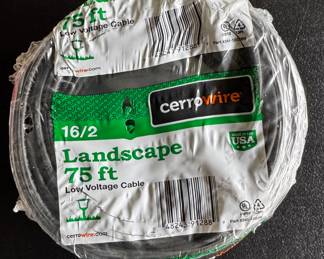 75 ft
Low Voltage Cable
cerrowire.com
cerrowire
16/2
Landscape
75 ft
Low Voltage Cable
MADE IN THE
USA
cerrowire.com